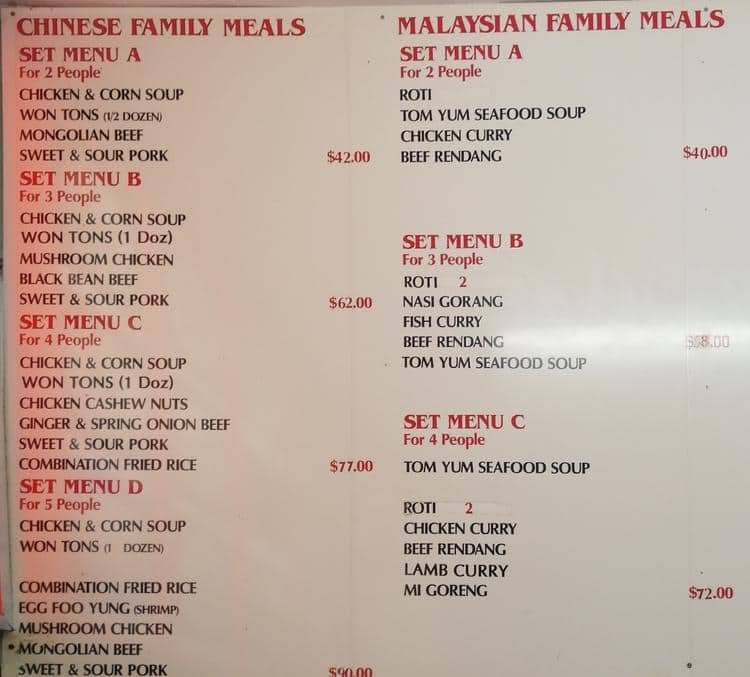 CHINESE FAMILY MEALS
SET MENU A
For 2 People
CHICKEN & CORN SOUP
WON TONS (1/2 DOZEN)
MONGOLIAN BEEF
SWEET & SOUR PORK $42.00
SET MENU B
For 3 People
CHICKEN & CORN SOUP
WON TONS (1 Doz)
MUSHROOM CHICKEN
BLACK BEAN BEEF
SWEET & SOUR PORK $62.00
SET MENU C
For 4 People
CHICKEN & CORN SOUP
WON TONS (1 Doz)
CHICKEN CASHEW NUTS
GINGER & SPRING ONION BEEF
SWEET & SOUR PORK
COMBINATION FRIED RICE $77.00
SET MENU D
For 5 People
CHICKEN & CORN SOUP
WON TONS (1 DOZEN)
COMBINATION FRIED RICE
EGG FOO YUNG (SHRIMP)
MUSHROOM CHICKEN
MONGOLIAN BEEF
SWEET & SOUR PORK $90.00
MALAYSIAN FAMILY MEALS
SET MENU A
For 2 People
ROTI
TOM YUM SEAFOOD SOUP
CHICKEN CURRY
BEEF RENDANG $40.00
SET MENU B
For 3 People
ROTI 2
NASI GORANG
FISH CURRY
BEEF RENDANG
TOM YUM SEAFOOD SOUP
SET MENU C
For 4 People
TOM YUM SEAFOOD SOUP
ROTI 2
CHICKEN CURRY
BEEF RENDANG
LAMB CURRY
MI GORENG $72.00